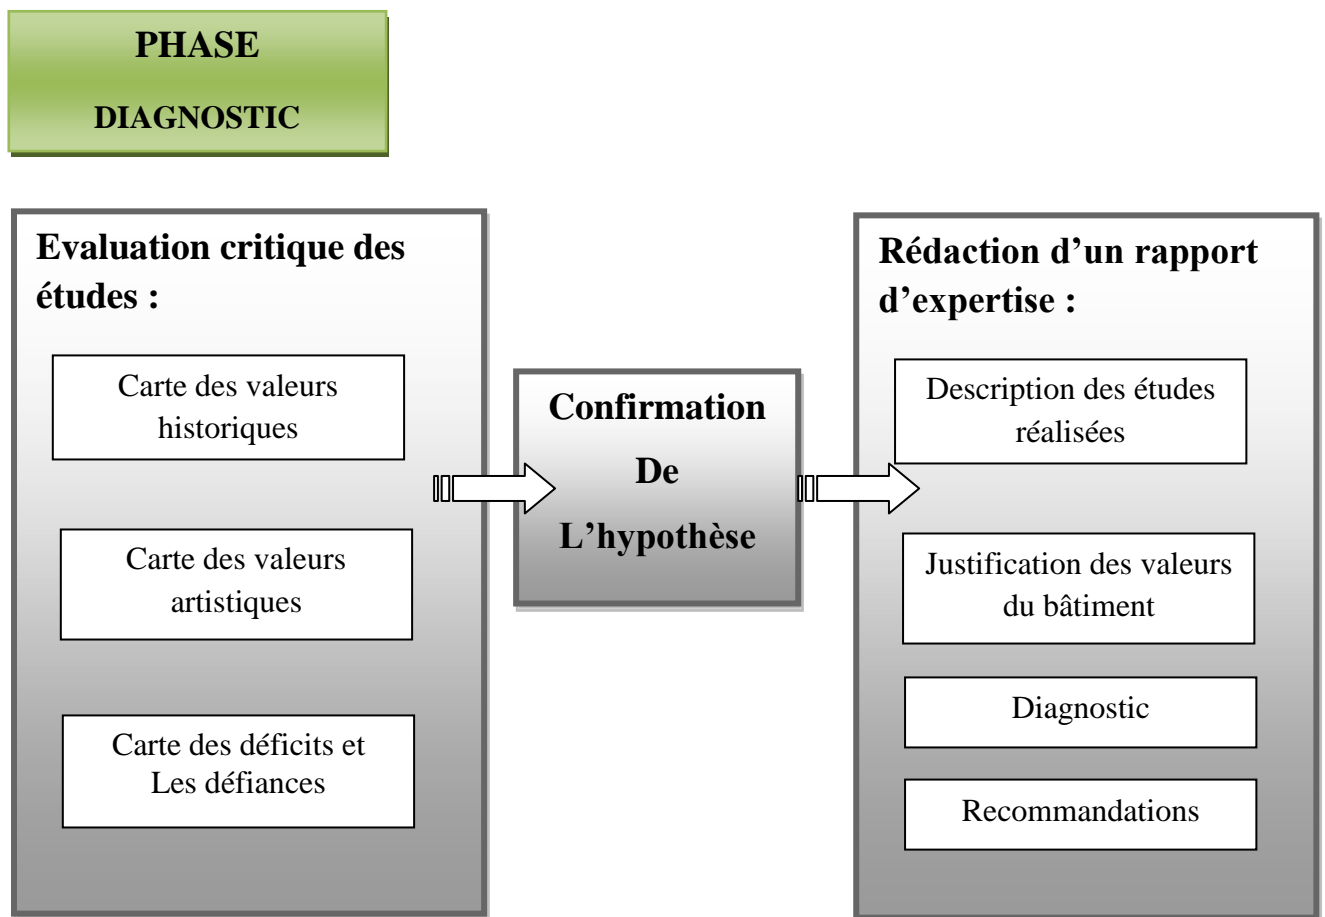 PHASE
DIAGNOSTIC
Evaluation critique des
études :
Carte des valeurs
historiques
Carte des valeurs
artistiques
Carte des déficits et
Les défiances
Confirmation
De
L’hypothèse
Rédaction d’un rapport
d’expertise :
Description des études
réalisées
Justification des valeurs
du bâtiment
Diagnostic
Recommandations